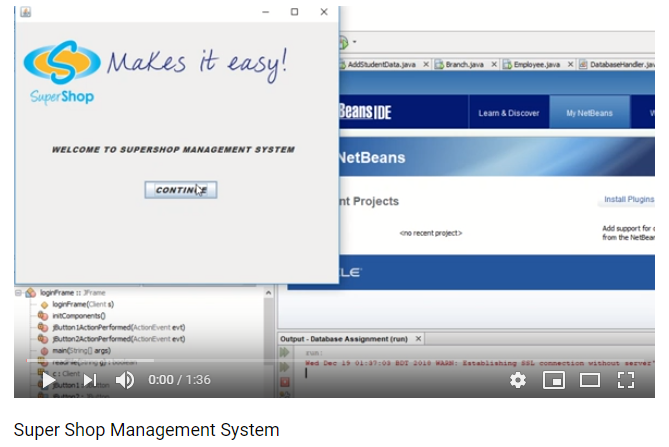 Makes it easy!
SuperShop
WELCOME TO SUPERSHOP MANAGEMENT SYSTEM
CONTINUE
AddStudentData.java
Branch.java
Employee.java
DatabaseHandler.jav
Beans IDE
Learn & Discover
My NetBeans
W
NetBeans
nt Projects
Install Plugins
<no recent project>
Add support for
from the NetBean
LE
loginFrame :: JFrame
loginFrame(Client s)
initComponents()
jButton1ActionPerformed(ActionEvent evt)
jButton2ActionPerformed(ActionEvent evt)
main(String[] args)
c : Client
Output - Database Assignment (run)
run:
Wed Dec 19 01:37:03 BDT 2018 WARN: Establishing SSL connection without server'
0:00 / 1:36
Super Shop Management System